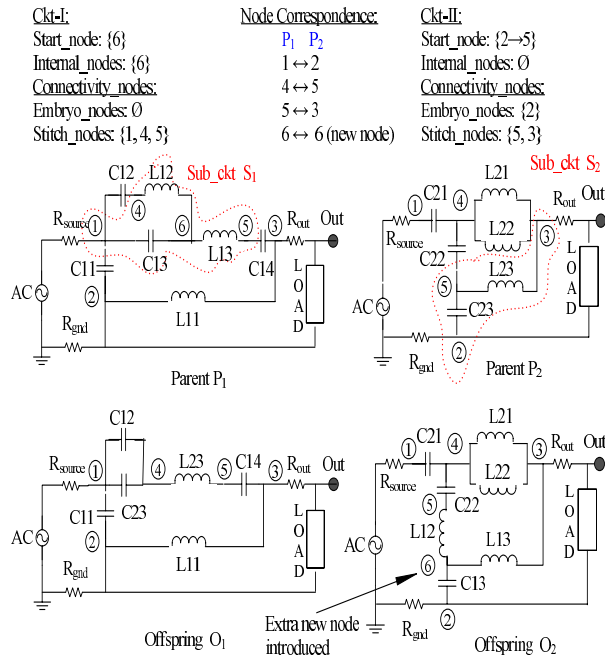 Ckt-I:
Start_node: {6}
Internal_nodes: {6}
Connectivity_nodes:
Embryo_nodes: Ø
Stitch_nodes: {1, 4, 5}
Node Correspondence:
P1 P2
1 ↔ 2
4 ↔ 5
5 ↔ 3
6 ↔ 6 (new node)
Ckt-II:
Start_node: {2→5}
Internal_nodes: Ø
Connectivity_nodes:
Embryo_nodes: {2}
Stitch_nodes: {5, 3}
L12
C12
Sub_ckt S1
4
Rsource
1
6
5
3
Rout
Out
C13
L13
C14
C11
2
L11
AC
LOAD
Rgnd
Parent P1
L21
Sub_ckt S2
1
C21
4
Rout
Out
Rsource
L22
3
C22
L23
5
C23
AC
LOAD
2
Rgnd
Parent P2
C12
Rsource
1
4
L23
5
C14
3
Rout
Out
C23
C11
2
L11
AC
LOAD
Rgnd
Offspring O1
L21
1
C21
4
3
Rout
Out
Rsource
L22
C22
5
L12
L13
6
C13
AC
LOAD
2
Rgnd
Extra new node
introduced
Offspring O2